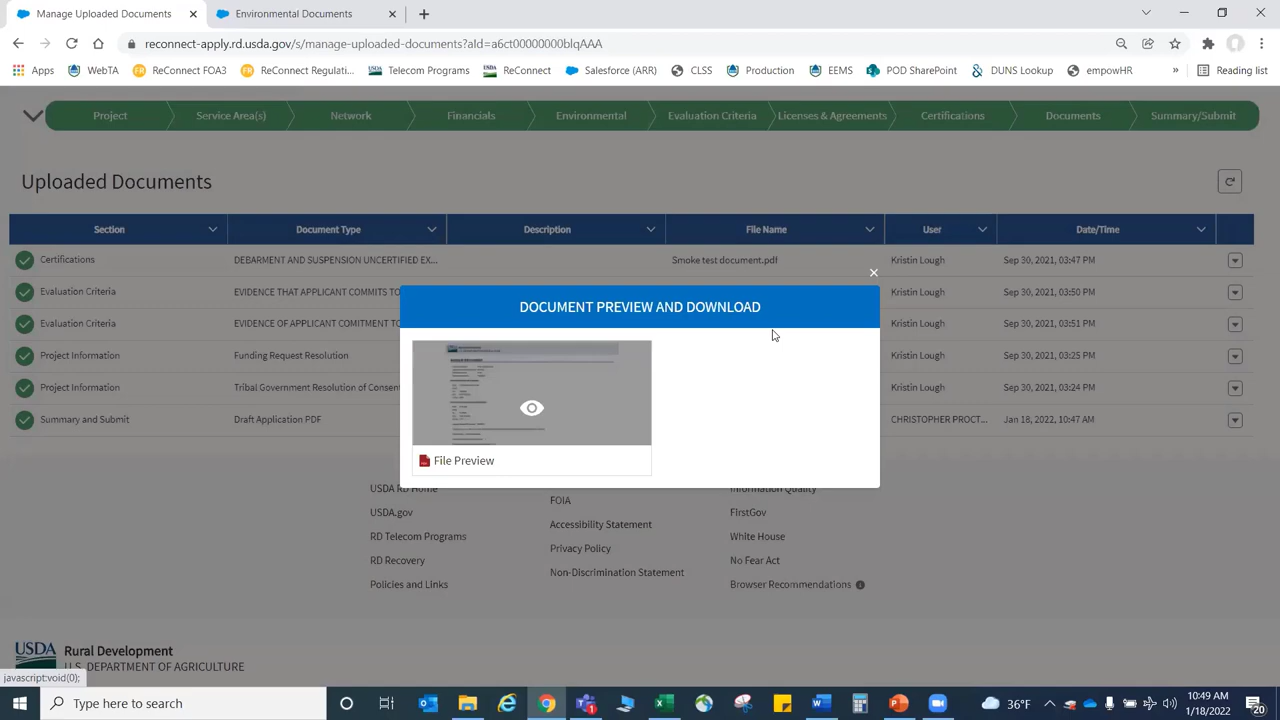 Manage Uploaded Documents
Environmental Documents
reconnect-apply.rd.usda.gov/s/manage-uploaded-documents?aId=a6ct00000000blqAAA
Apps WebTA ReConnect FOA3 ReConnect Regulati... Telecom Programs ReConnect Salesforce (ARR) CLSS Production EEMS POD SharePoint DUNS Lookup empowHR » Reading list
Project Service Area(s) Network Financials Environmental Evaluation Criteria Licenses & Agreements Certifications Documents Summary/Submit
Uploaded Documents
Section Document Type Description File Name User Date/Time
Certifications DEBARMENT AND SUSPENSION UNCERTIFIED EX... Smoke test document.pdf Kristin Lough Sep 30, 2021, 03:47 PM
Evaluation Criteria EVIDENCE THAT APPLICANT COMMITS TO Kristin Lough Sep 30, 2021, 03:50 PM
DOCUMENT PREVIEW AND DOWNLOAD
Evaluation Criteria EVIDENCE OF APPLICANT COMITMENT TO Kristin Lough Sep 30, 2021, 03:51 PM
Project Information Funding Request Resolution Kristin Lough Sep 30, 2021, 03:25 PM
Project Information Tribal Government Resolution of Consent Kristin Lough Sep 30, 2021, 03:24 PM
Summary and Submit Draft Application PDF CHRISTOPHER PROCT... Jan 18, 2022, 10:47 AM
File Preview
USDA RD Home Information Quality
FOIA
USDA.gov FirstGov
Accessibility Statement
RD Telecom Programs White House
Privacy Policy
RD Recovery No Fear Act
Non-Discrimination Statement
Policies and Links Browser Recommendations
USDA Rural Development
U.S. DEPARTMENT OF AGRICULTURE
javascript:void(0);
Type here to search
36°F
10:49 AM
1/18/2022
20